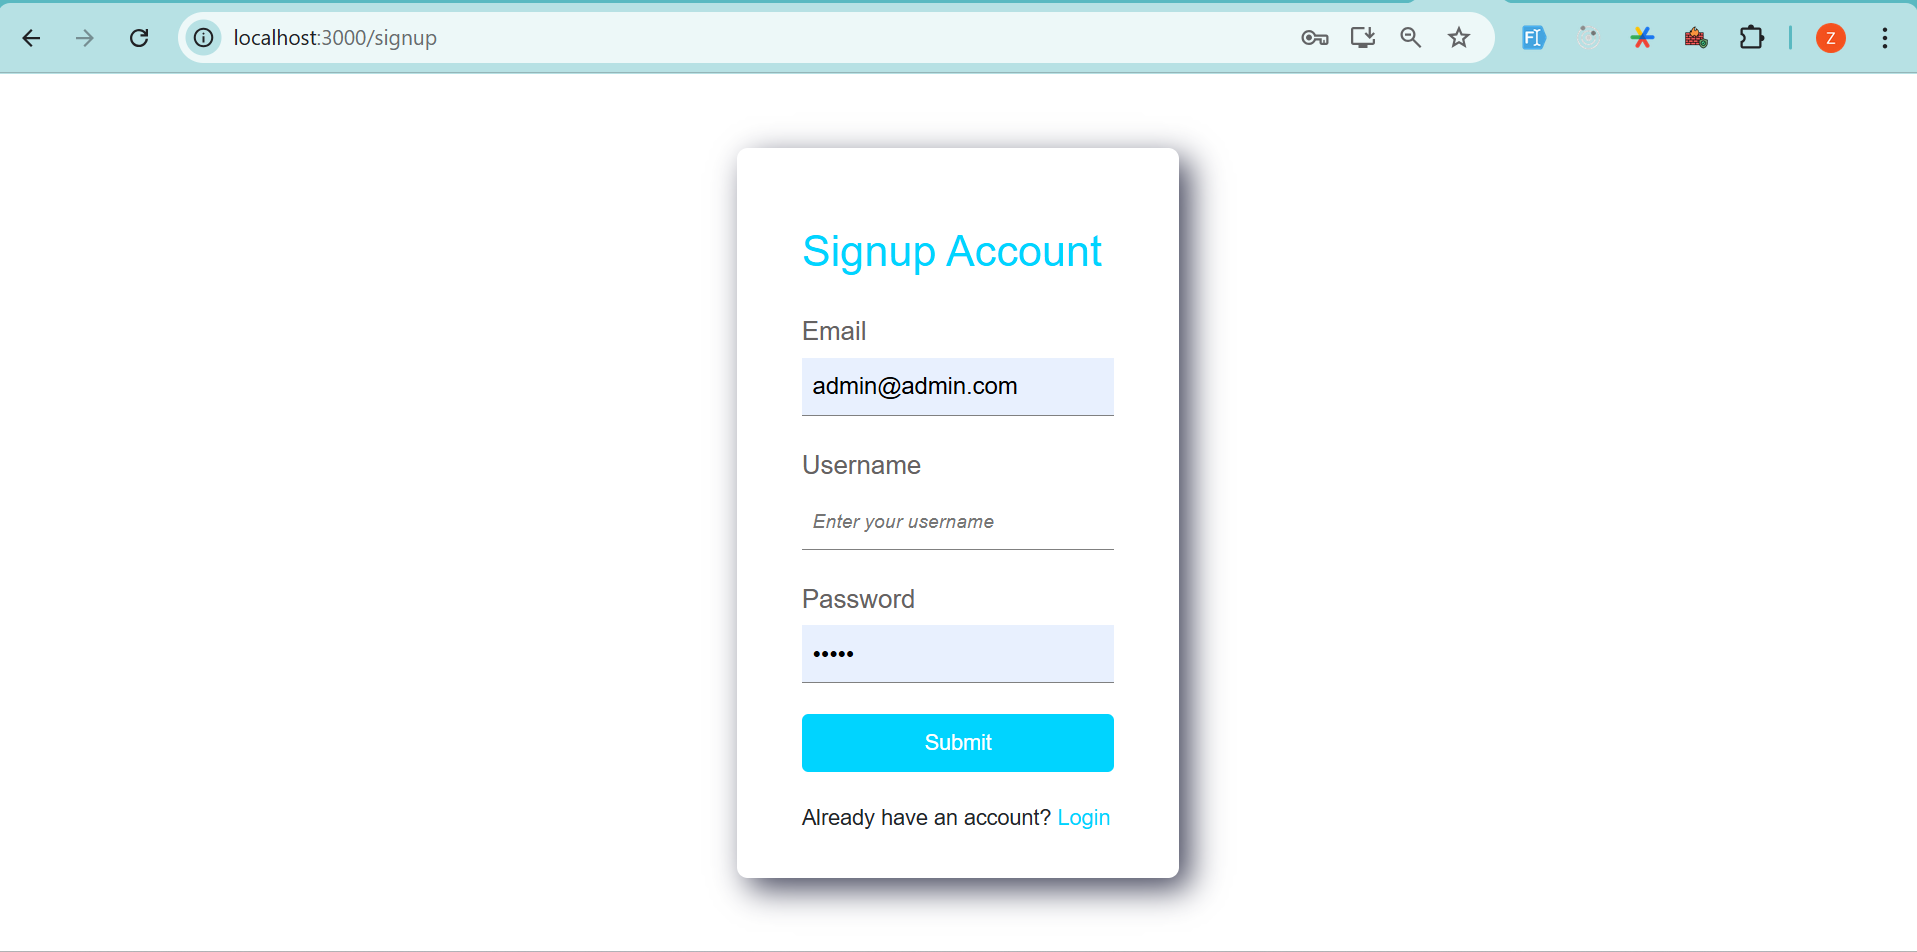 localhost:3000/signup
FI
Z
Signup Account
Email
admin@admin.com
Username
Enter your username
Password
•••••
Submit
Already have an account? Login